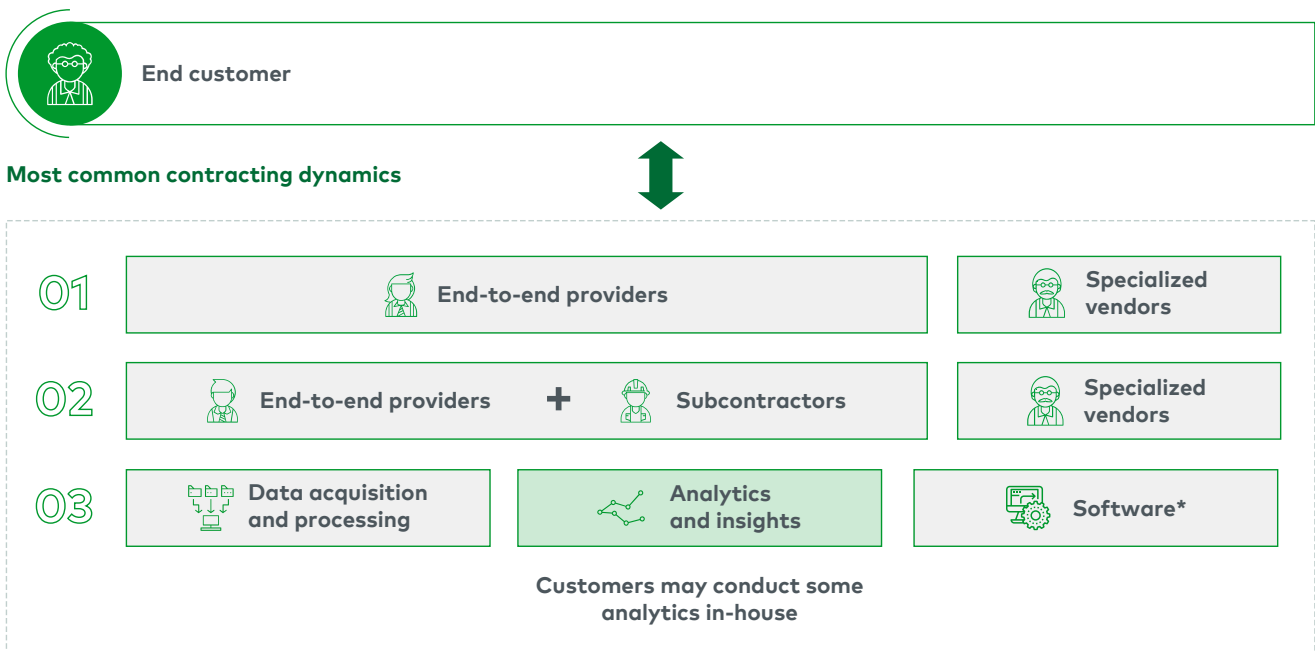 End customer
Most common contracting dynamics
01
End-to-end providers
Specialized
vendors
02
End-to-end providers + Subcontractors
Specialized
vendors
03
Data acquisition
and processing
Analytics
and insights
Software*
Customers may conduct some
analytics in-house